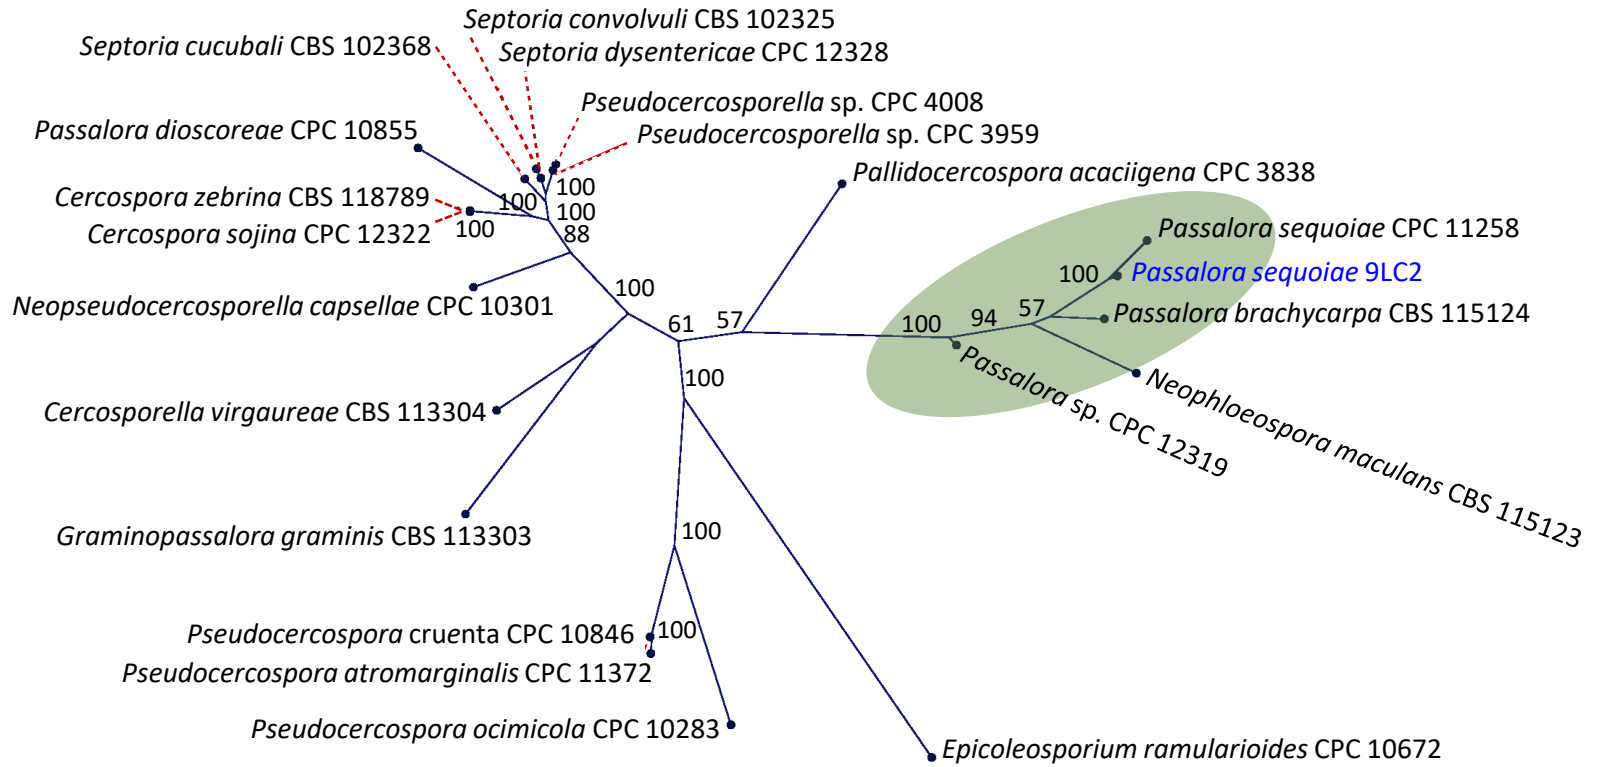 Septoria convolvuli CBS 102325
Septoria cucubali CBS 102368
Septoria dysentericae CPC 12328
Pseudocercosporella sp. CPC 4008
Passalora dioscoreae CPC 10855
Pseudocercosporella sp. CPC 3959
Pallidocercospora acaciigena CPC 3838
100
Cercospora zebrina CBS 118789
100
100
Passalora sequoiae CPC 11258
Cercospora sojina CPC 12322
100
88
100
Passalora sequoiae 9LC2
Neopseudocercosporella capsellae CPC 10301
100
61
57
100
94
57
Passalora brachycarpa CBS 115124
Passalora sp. CPC 12319
Neophloeospora maculans CBS 115123
100
Cercosporella virgaureae CBS 113304
Graminopassalora graminis CBS 113303
100
Pseudocercospora cruenta CPC 10846
100
Pseudocercospora atromarginalis CPC 11372
Pseudocercospora ocimicola CPC 10283
Epicoleosporium ramularioides CPC 10672